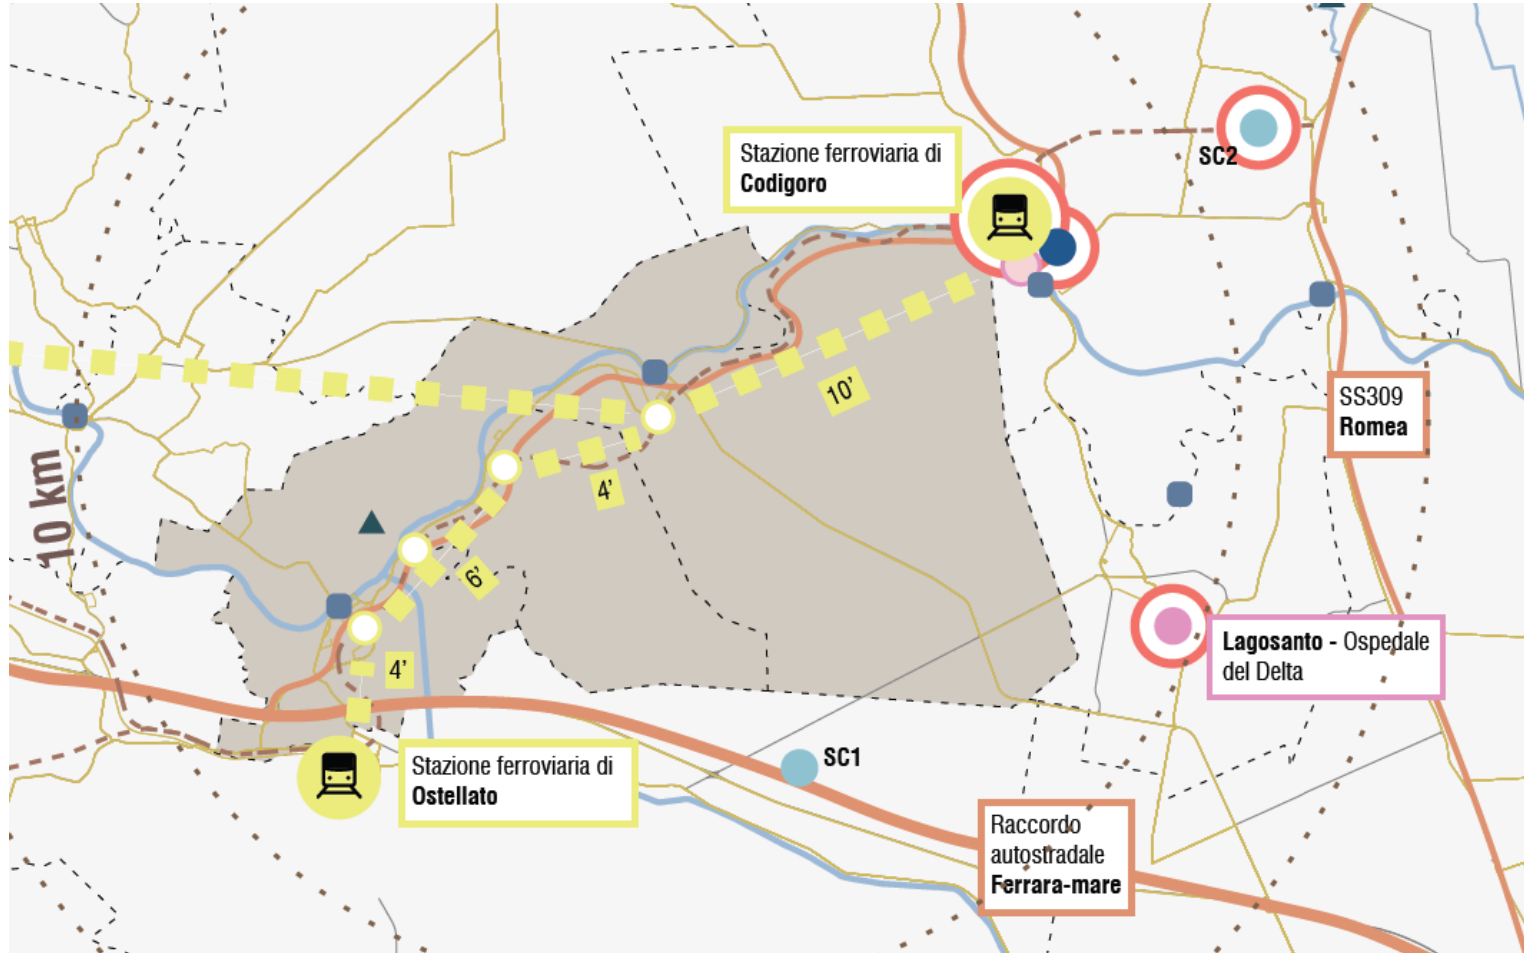 Stazione ferroviaria di
Codigoro
SC2
10'
SS309
Romea
10 km
4'
6'
Lagosanto - Ospedale
del Delta
4'
Stazione ferroviaria di
Ostellato
SC1
Raccordo
autostradale
Ferrara-mare